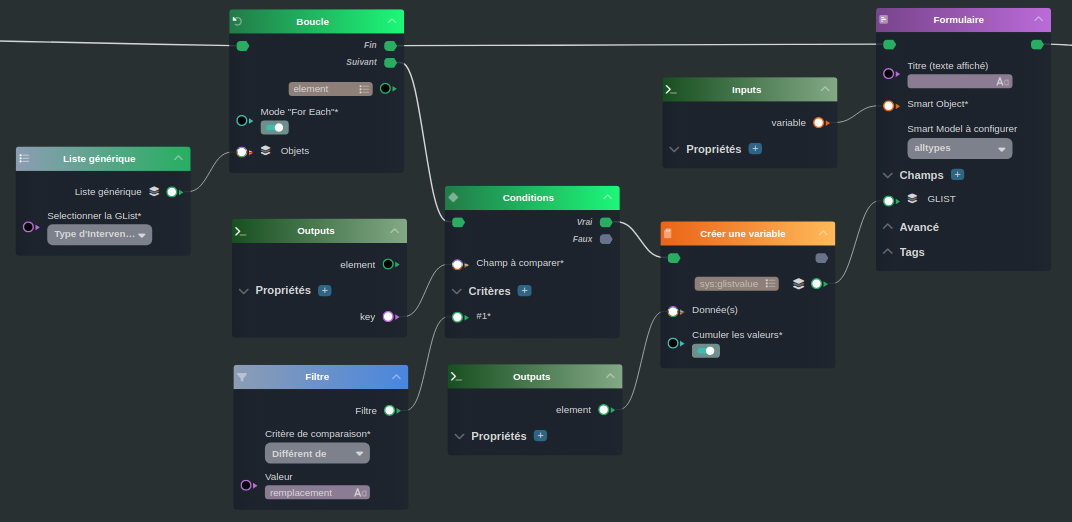 Boucle
Fin
Suivant
element
Mode "For Each"*
Objets
Formulaire
Titre (texte affiché)
Smart Object*
Smart Model à configurer
alltypes
Champs +
GLIST
Avancé
Tags
Inputs
variable
Propriétés +
Liste générique
Liste générique
Selectionner la GList*
Type d'Interven...
Outputs
element
Propriétés +
key
Conditions
Vrai
Faux
Champ à comparer*
Critères +
#1*
Créer une variable
sys:glistvalue
Donnée(s)
Cumuler les valeurs*
Filtre
Filtre
Critère de comparaison*
Différent de
Valeur
remplacement
Outputs
element
Propriétés +